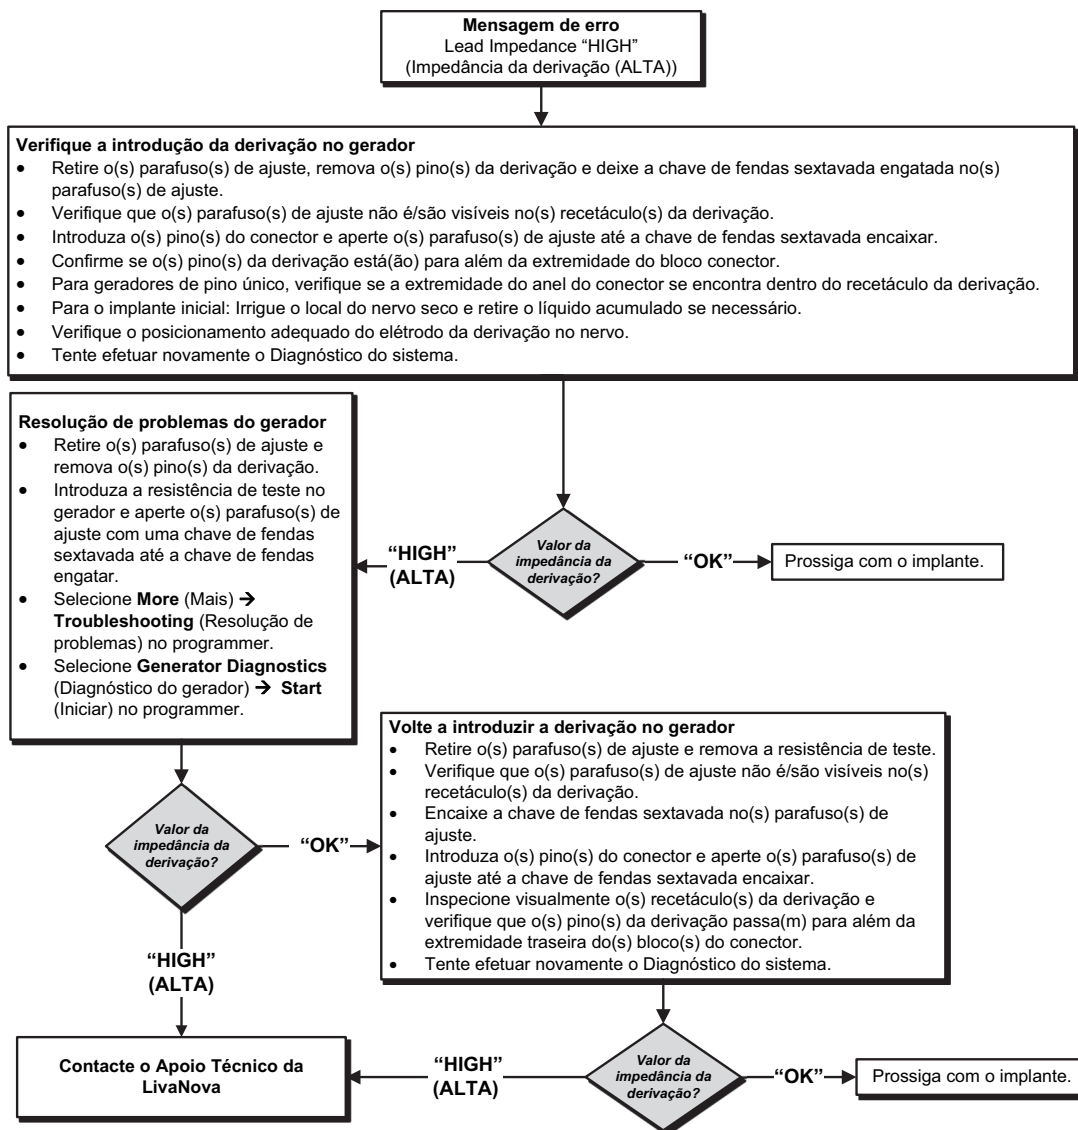 Mensagem de erro
Lead Impedance “HIGH”
(Impedância da derivação (ALTA))
Verifique a introdução da derivação no gerador
• Retire o(s) parafuso(s) de ajuste, remova o(s) pino(s) da derivação e deixe a chave de fendas sextavada engatada no(s)
parafuso(s) de ajuste.
• Verifique que o(s) parafuso(s) de ajuste não é/são visíveis no(s) recetáculo(s) da derivação.
• Introduza o(s) pino(s) do conector e aperte o(s) parafuso(s) de ajuste até a chave de fendas sextavada encaixar.
• Confirme se o(s) pino(s) da derivação está(ão) para além da extremidade do bloco conector.
• Para geradores de pino único, verifique se a extremidade do anel do conector se encontra dentro do recetáculo da derivação.
• Para o implante inicial: Irrigue o local do nervo seco e retire o líquido acumulado se necessário.
• Verifique o posicionamento adequado do elétrodo da derivação no nervo.
• Tente efetuar novamente o Diagnóstico do sistema.
Resolução de problemas do gerador
• Retire o(s) parafuso(s) de ajuste e
remova o(s) pino(s) da derivação.
• Introduza a resistência de teste no
gerador e aperte o(s) parafuso(s) de
ajuste com uma chave de fendas
sextavada até a chave de fendas
engatar.
• Selecione More (Mais) →
Troubleshooting (Resolução de
problemas) no programmer.
• Selecione Generator Diagnostics
(Diagnóstico do gerador) → Start
(Iniciar) no programmer.
“HIGH”
(ALTA)
Valor da
impedância da
derivação?
“OK”
Prossiga com o implante.
Volte a introduzir a derivação no gerador
• Retire o(s) parafuso(s) de ajuste e remova a resistência de teste.
• Verifique que o(s) parafuso(s) de ajuste não é/são visíveis no(s)
recetáculo(s) da derivação.
• Encaixe a chave de fendas sextavada no(s) parafuso(s) de
ajuste.
• Introduza o(s) pino(s) do conector e aperte o(s) parafuso(s) de
ajuste até a chave de fendas sextavada encaixar.
• Inspecione visualmente o(s) recetáculo(s) da derivação e
verifique que o(s) pino(s) da derivação passa(m) para além da
extremidade traseira do(s) bloco(s) do conector.
• Tente efetuar novamente o Diagnóstico do sistema.
Valor da
impedância da
derivação?
“OK”
“HIGH”
(ALTA)
Contacte o Apoio Técnico da
LivaNova
“HIGH”
(ALTA)
Valor da
impedância da
derivação?
“OK”
Prossiga com o implante.